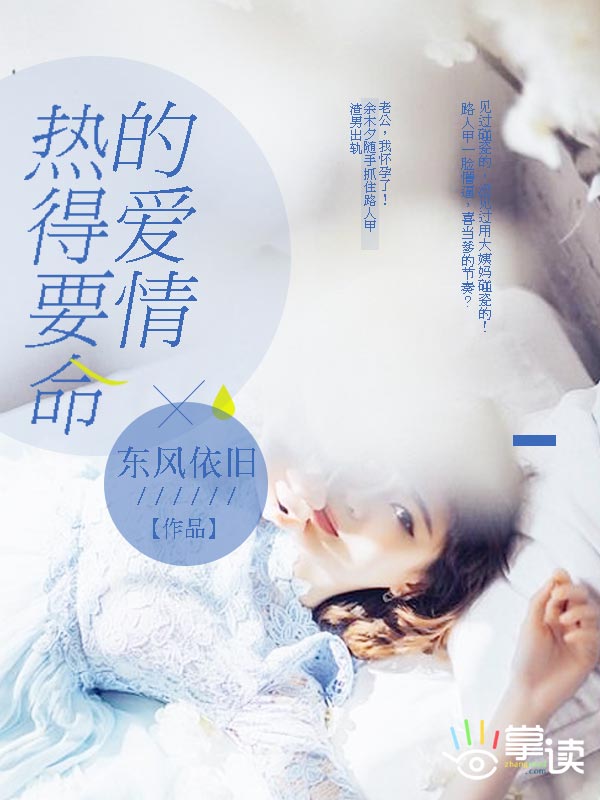 热得要命
的爱情
东风依旧
//////
【作品】
渣男出轨
余木夕随手抓住路人甲
老公，我怀孕了！
路人甲一脸懵逼，喜当爹的节奏？
见过碰瓷的，没见过用大姨妈碰瓷的！
掌读
.com